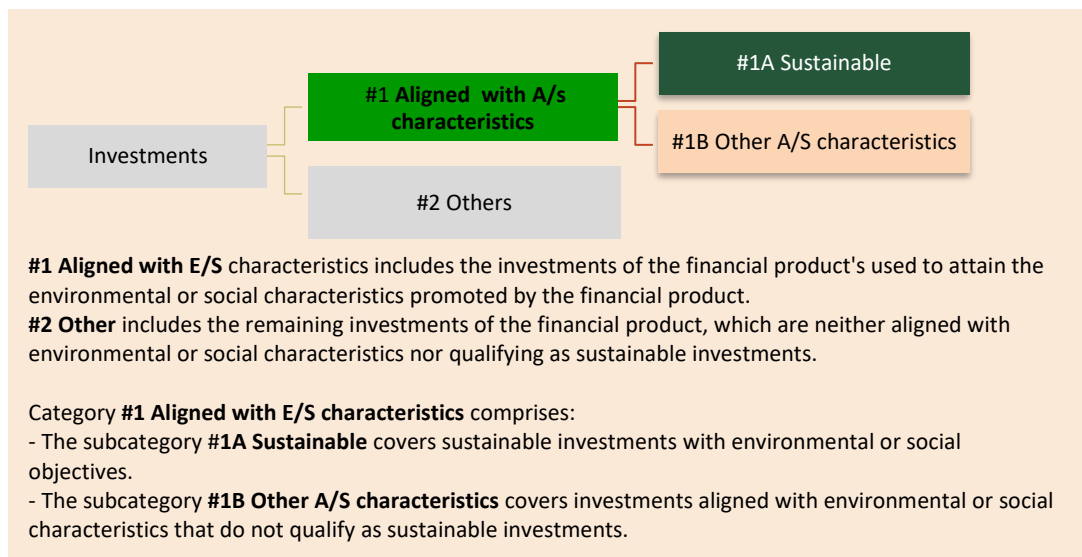 #1A Sustainable
#1 Aligned with A/s
characteristics
#1B Other A/S characteristics
Investments
#2 Others
#1 Aligned with E/S characteristics includes the investments of the financial product's used to attain the
environmental or social characteristics promoted by the financial product.
#2 Other includes the remaining investments of the financial product, which are neither aligned with
environmental or social characteristics nor qualifying as sustainable investments.
Category #1 Aligned with E/S characteristics comprises:
- The subcategory #1A Sustainable covers sustainable investments with environmental or social
objectives.
- The subcategory #1B Other A/S characteristics covers investments aligned with environmental or social
characteristics that do not qualify as sustainable investments.